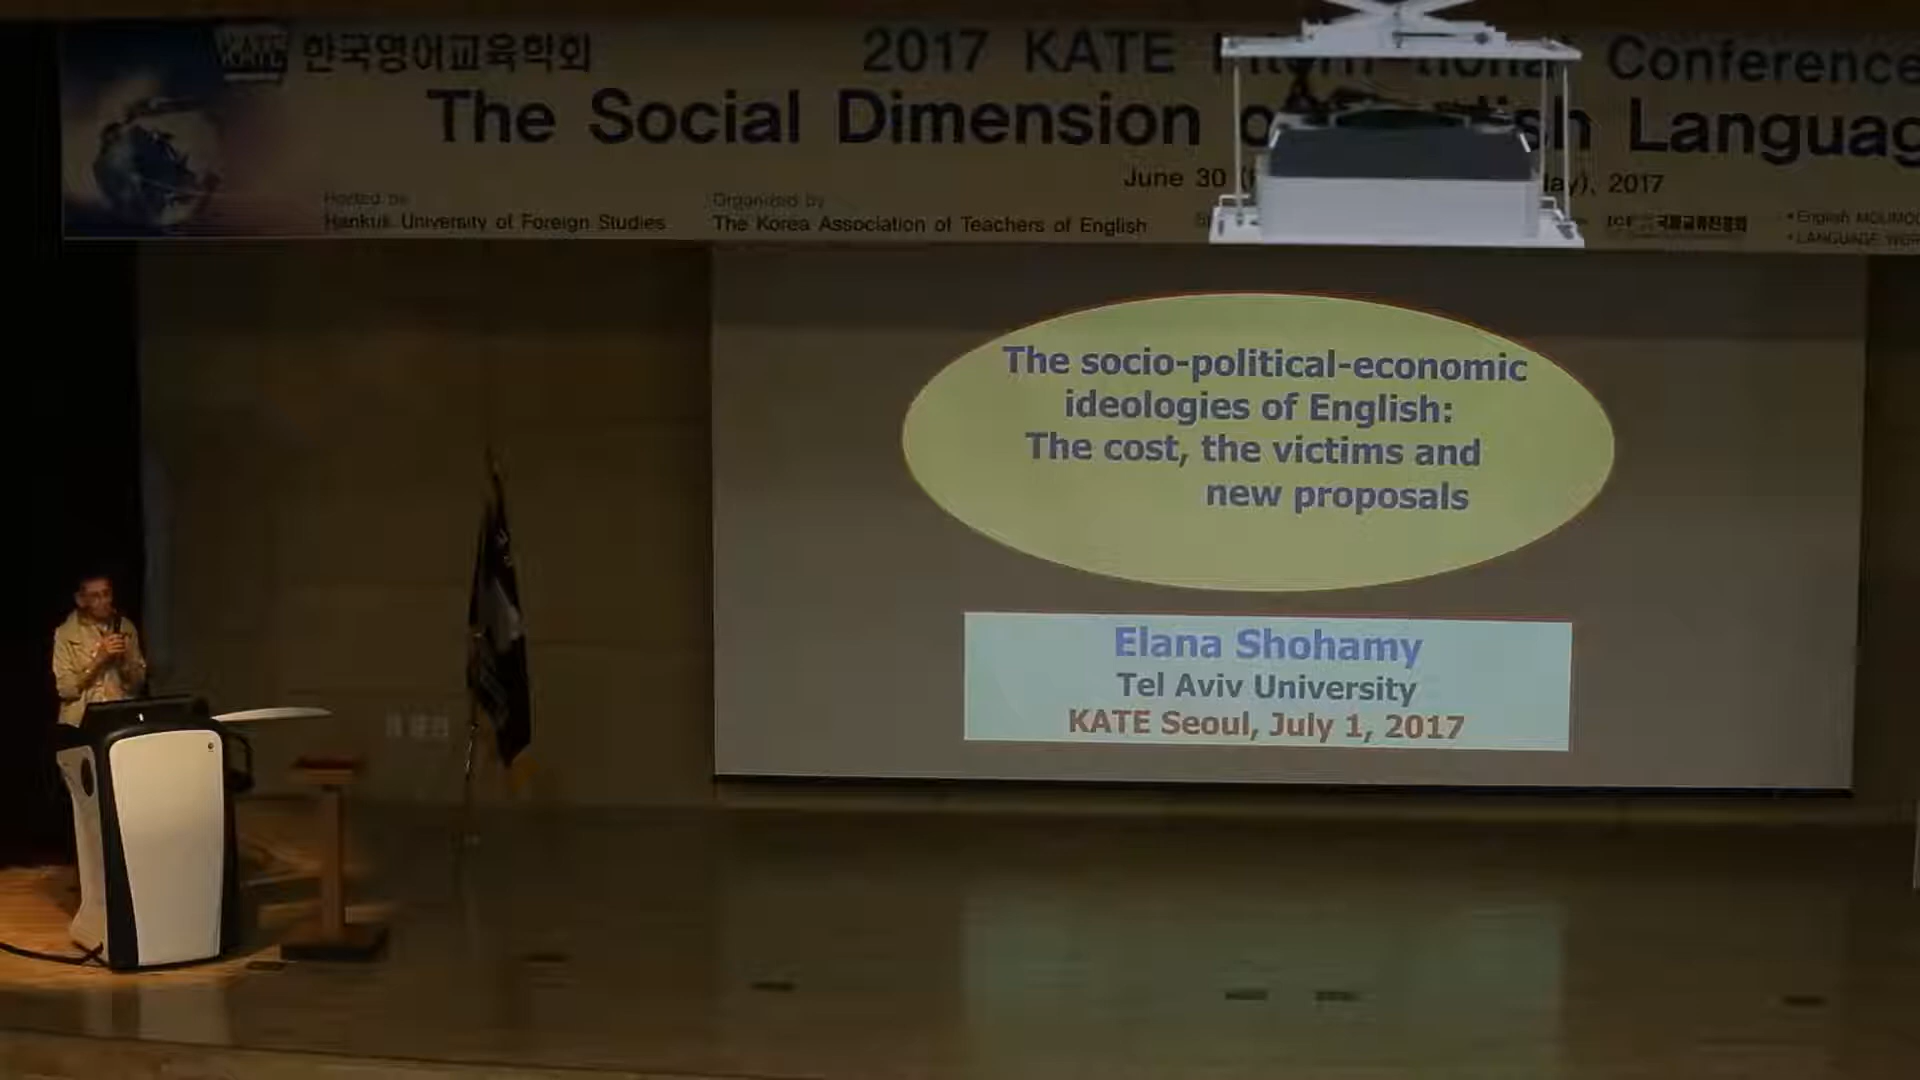 KATE 한국영어교육학회
2017 KATE Conference
The Social Dimension Languag
June 30 2017
Hosted by
Hankuk University of Foreign Studies
Organized by
The Korea Association of Teachers of English
The socio-political-economic
ideologies of English:
The cost, the victims and
new proposals
Elana Shohamy
Tel Aviv University
KATE Seoul, July 1, 2017